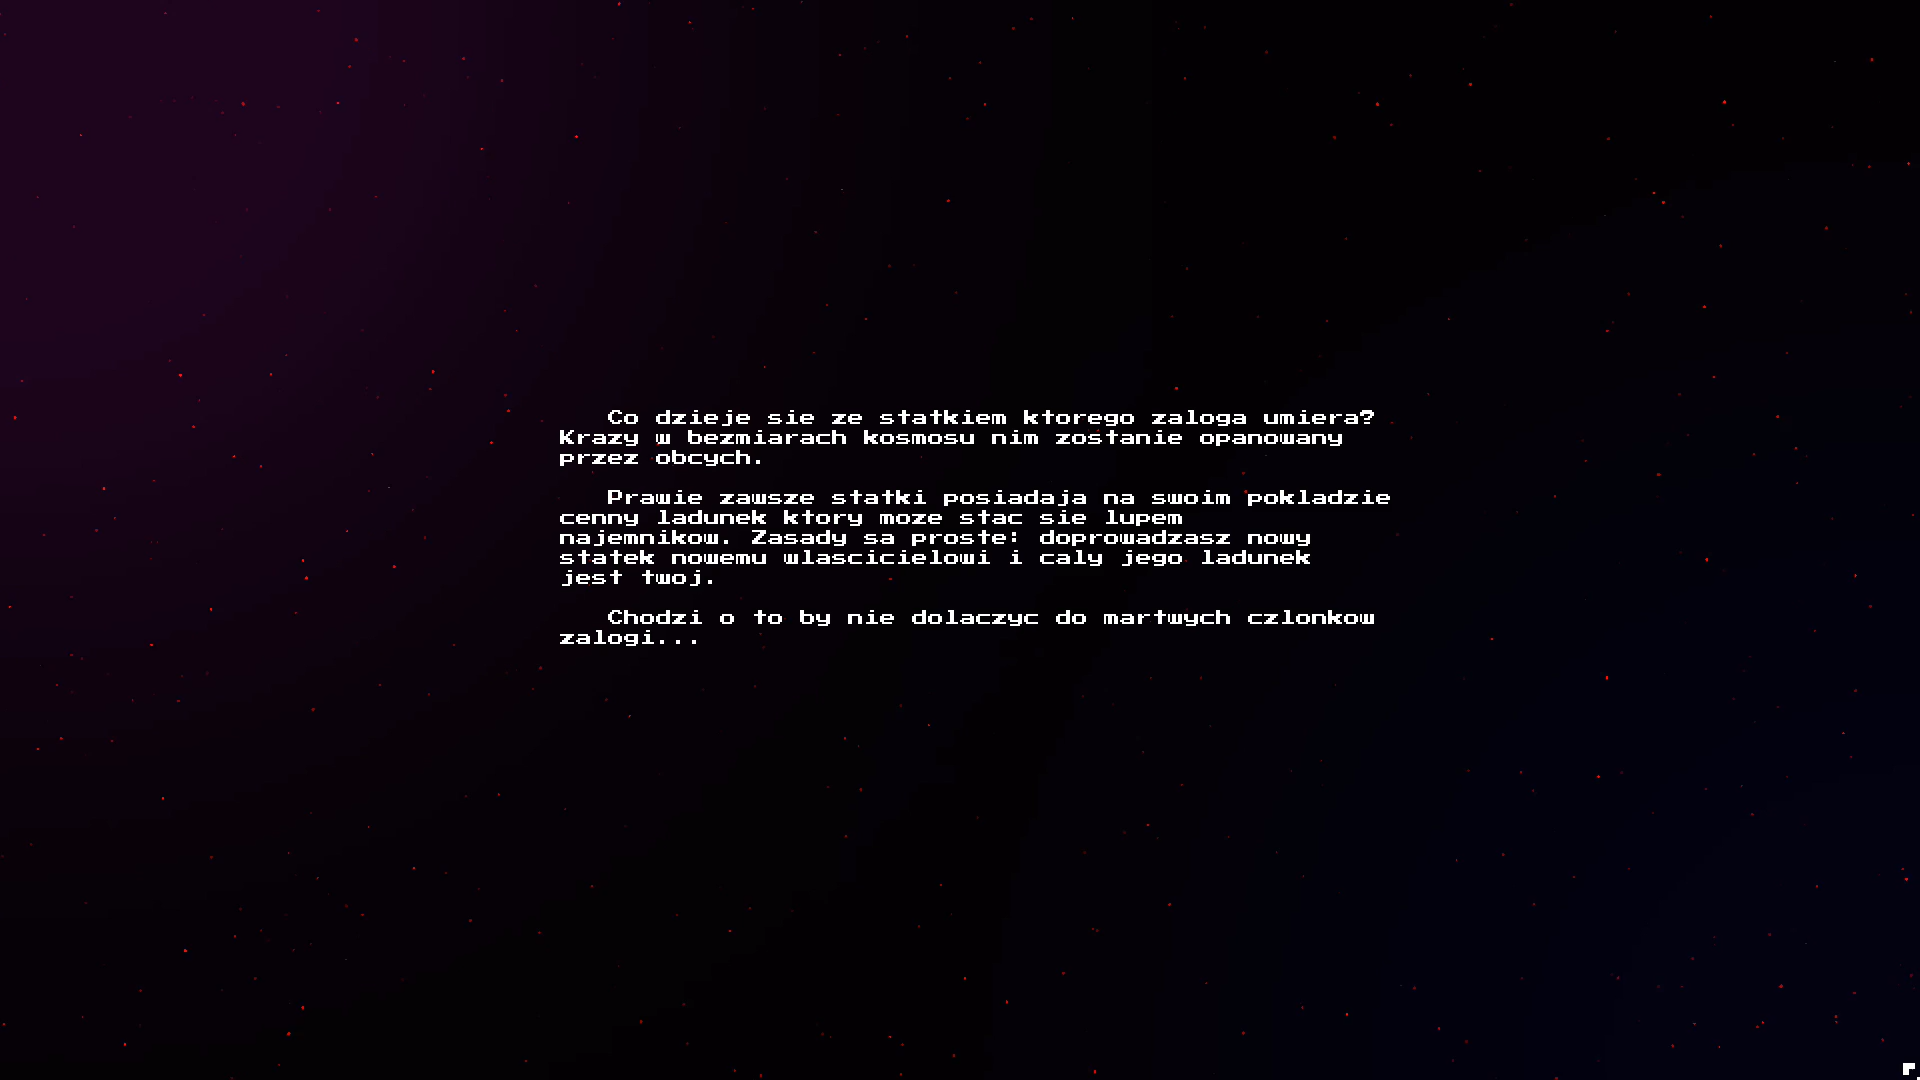 Co dzieje sie ze statkiem ktorego zaloga umiera?
Krazy w bezmiarach kosmosu nim zostanie opanowany
przez obcych.
Prawie zawsze statki posiadaja na swoim pokladzie
cenny ladunek ktory moze stac sie lupem
najemnikow. Zasady sa proste: doprowadzasz nowy
statek nowemu wlascicielowi i caly jego ladunek
jest twoj.
Chodzi o to by nie dolaczyc do martwych czlonkow
zalogi...